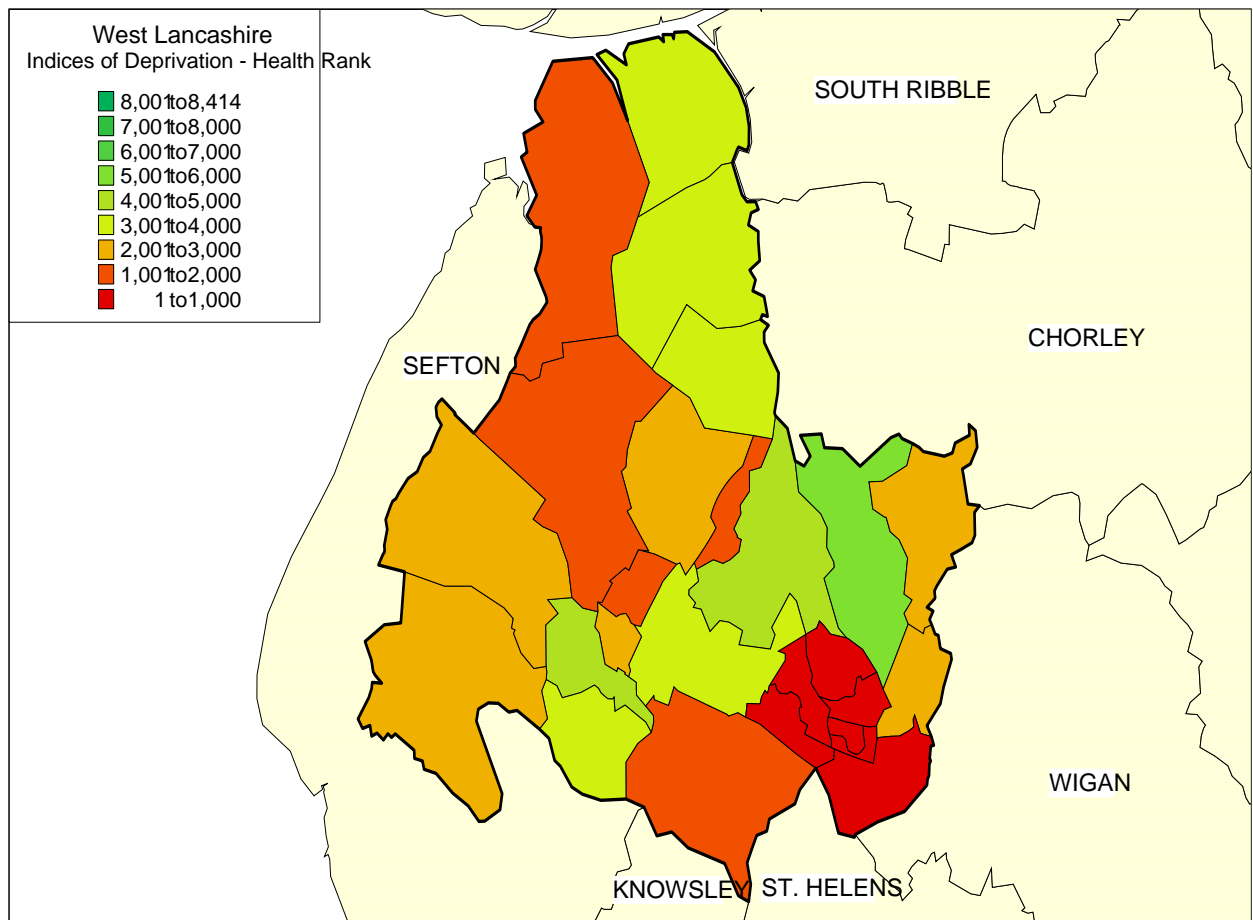 West Lancashire
Indices of Deprivation - Health Rank
8,001to8,414
7,001to8,000
6,001to7,000
5,001to6,000
4,001to5,000
3,001to4,000
2,001to3,000
1,001to2,000
1 to1,000
SOUTH RIBBLE
CHORLEY
SEFTON
WIGAN
KNOWSLEY
ST. HELENS